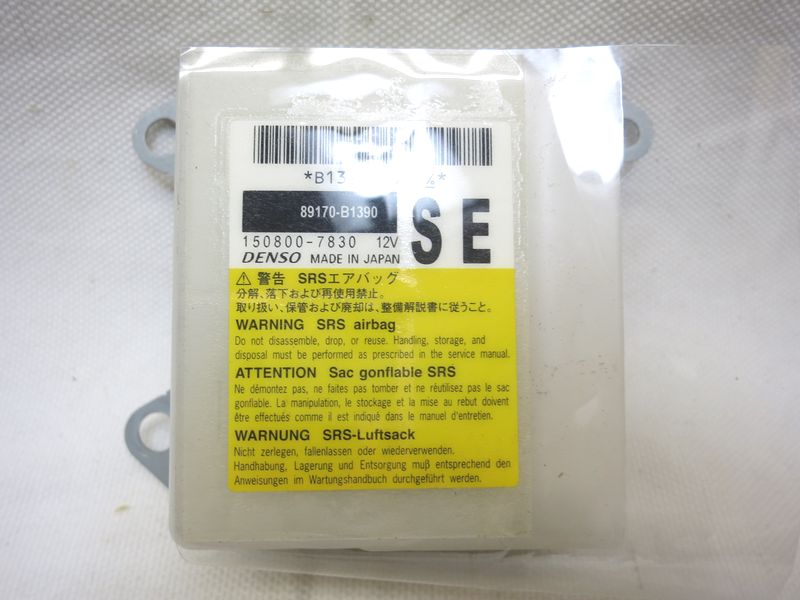 *B13
89170-B1390
SE
150800-7830 12V
DENSO MADE IN JAPAN
⚠ 警告 SRSエアバッグ
分解、落下および再使用禁止。
取り扱い、保管および廃却は、整備解説書に従うこと。
WARNING SRS airbag
Do not disassemble, drop, or reuse. Handling, storage, and
disposal must be performed as prescribed in the service manual.
ATTENTION Sac gonflable SRS
Ne démontez pas, ne faites pas tomber et ne réutilisez pas le sac
gonflable. La manipulation, le stockage et la mise au rebut doivent
être effectués comme il est indiqué dans le manuel d'entretien.
WARNUNG SRS-Luftsack
Nicht zerlegen, fallenlassen oder wiederverwenden.
Handhabung, Lagerung und Entsorgung muß entsprechend den
Anweisungen im Wartungshandbuch durchgeführt werden.